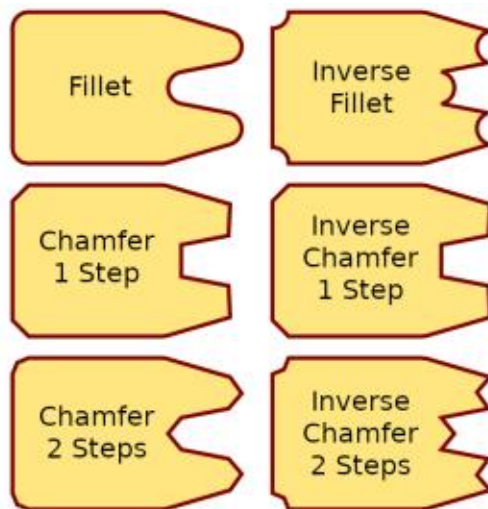 Fillet
Inverse
Fillet
Chamfer
1 Step
Inverse
Chamfer
1 Step
Chamfer
2 Steps
Inverse
Chamfer
2 Steps